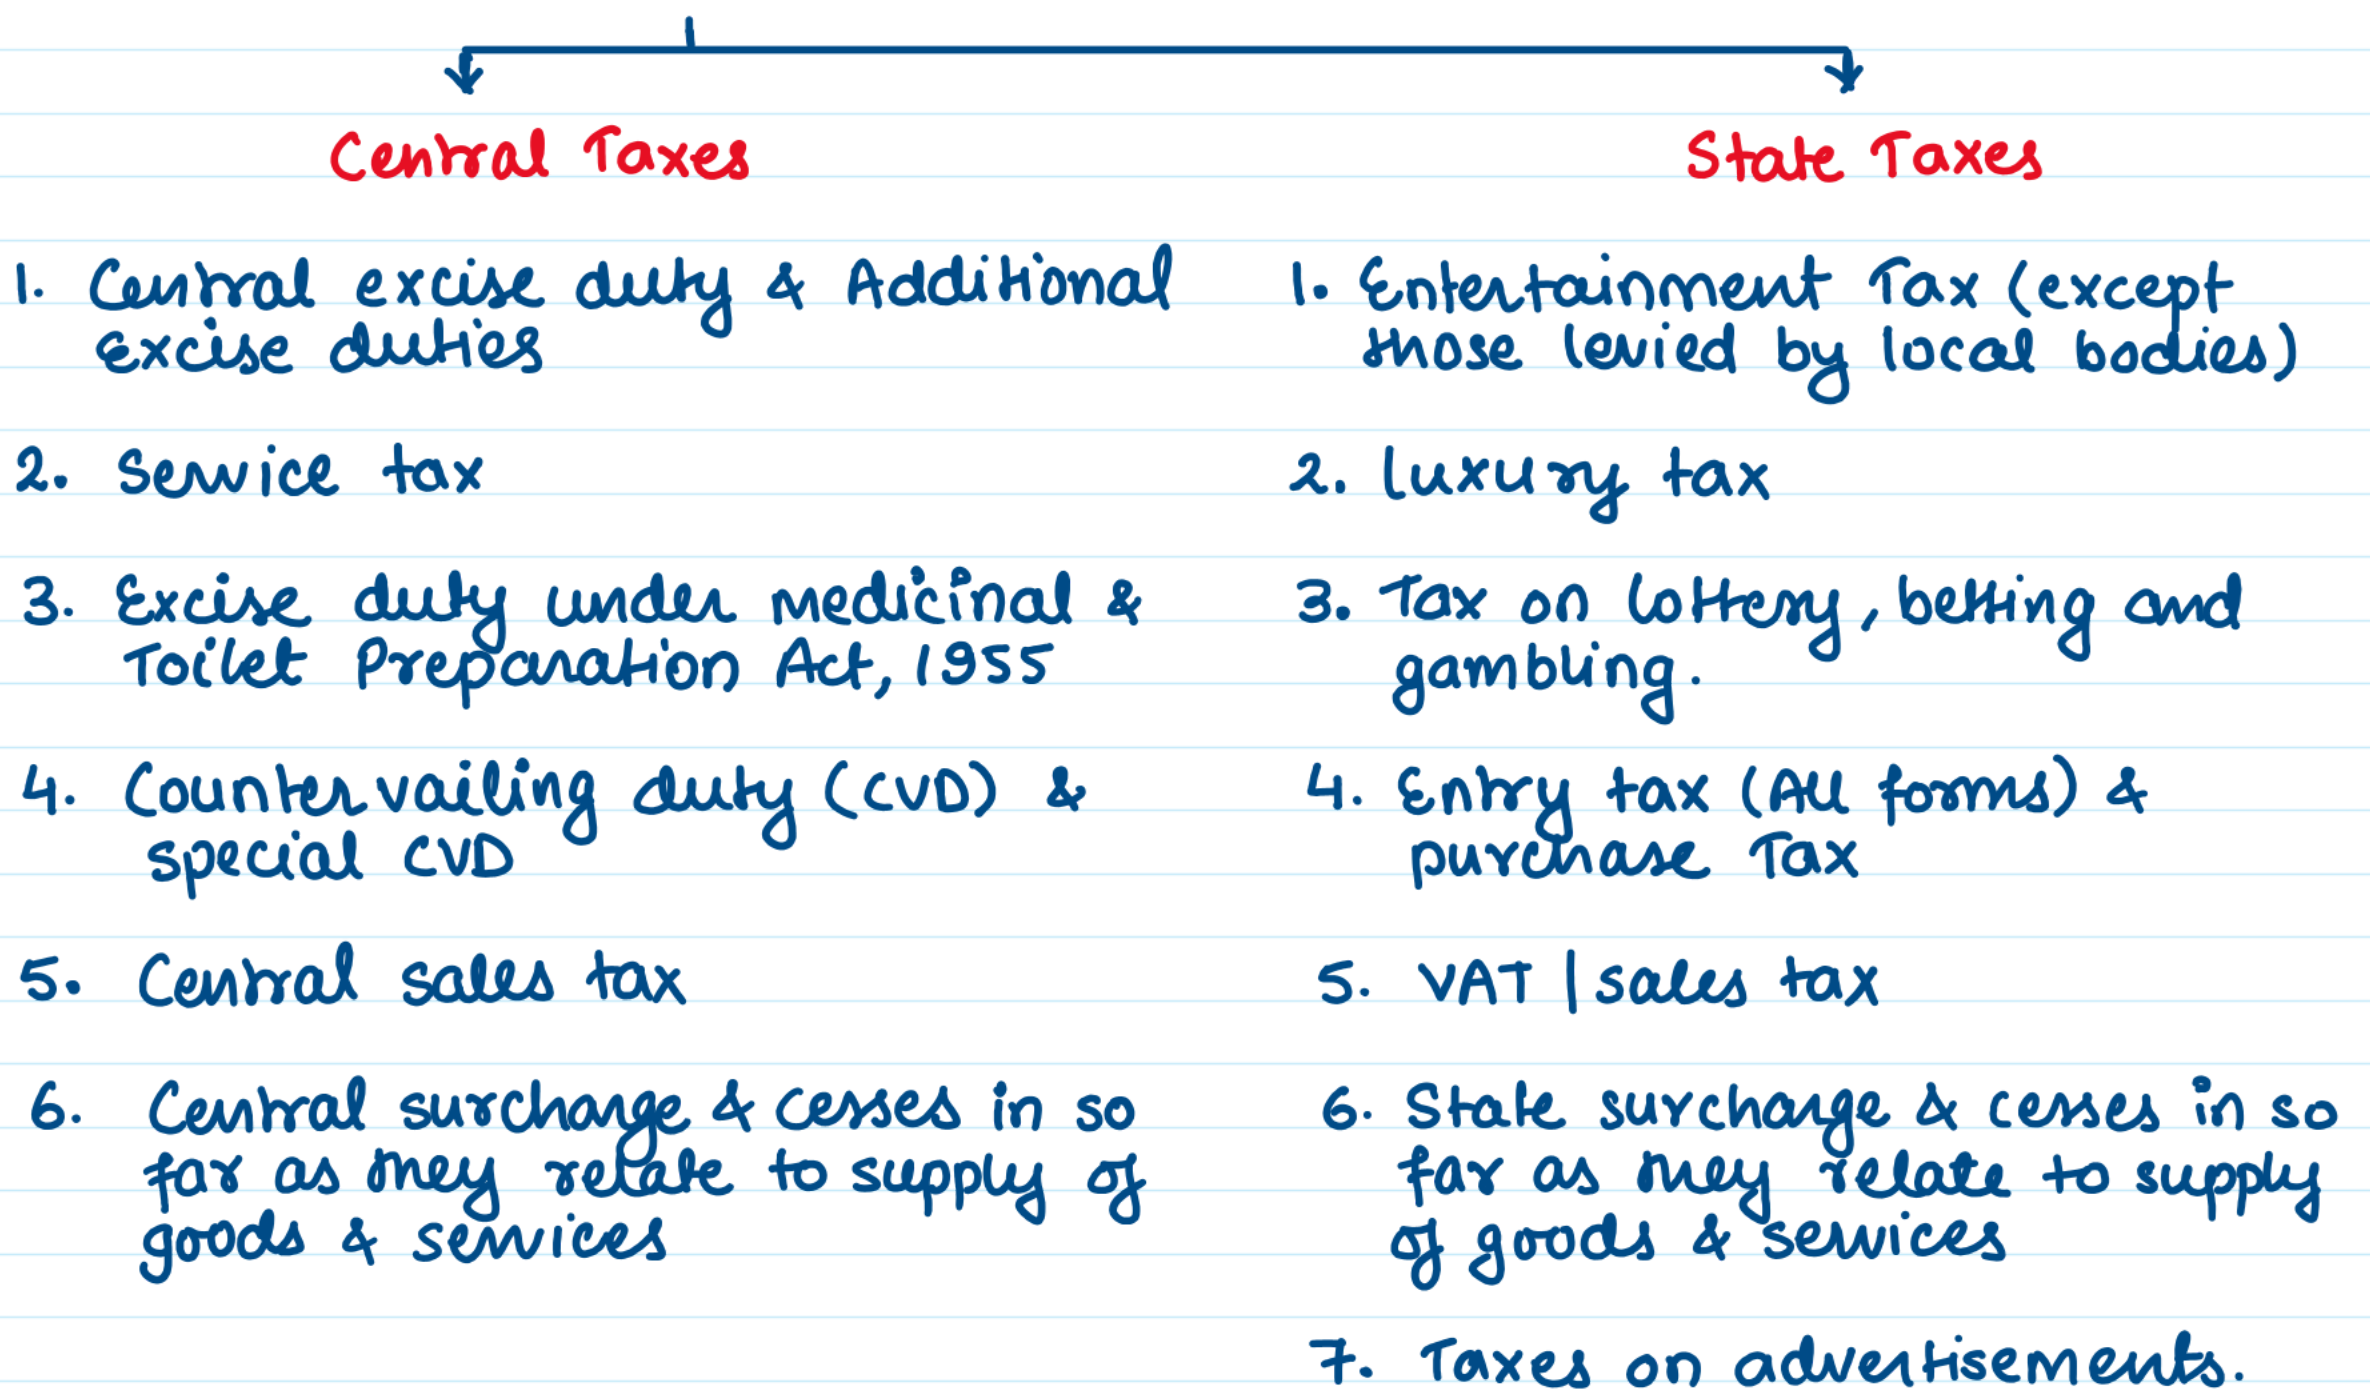 Central Taxes
1. Central excise duty & Additional
Excise duties
2. Service tax
3. Excise duty under medicinal &
Toilet Preparation Act, 1955
4. Countervailing duty (CVD) &
special CVD
5. Central sales tax
6. Central surcharge & cesses in so
far as they relate to supply of
goods & services
State Taxes
1. Entertainment Tax (except
those levied by local bodies)
2. luxury tax
3. Tax on lottery, betting and
gambling.
4. Entry tax (All forms) &
purchase Tax
5. VAT | sales tax
6. State surcharge & cesses in so
far as they relate to supply
of goods & services
7. Taxes on advertisements.